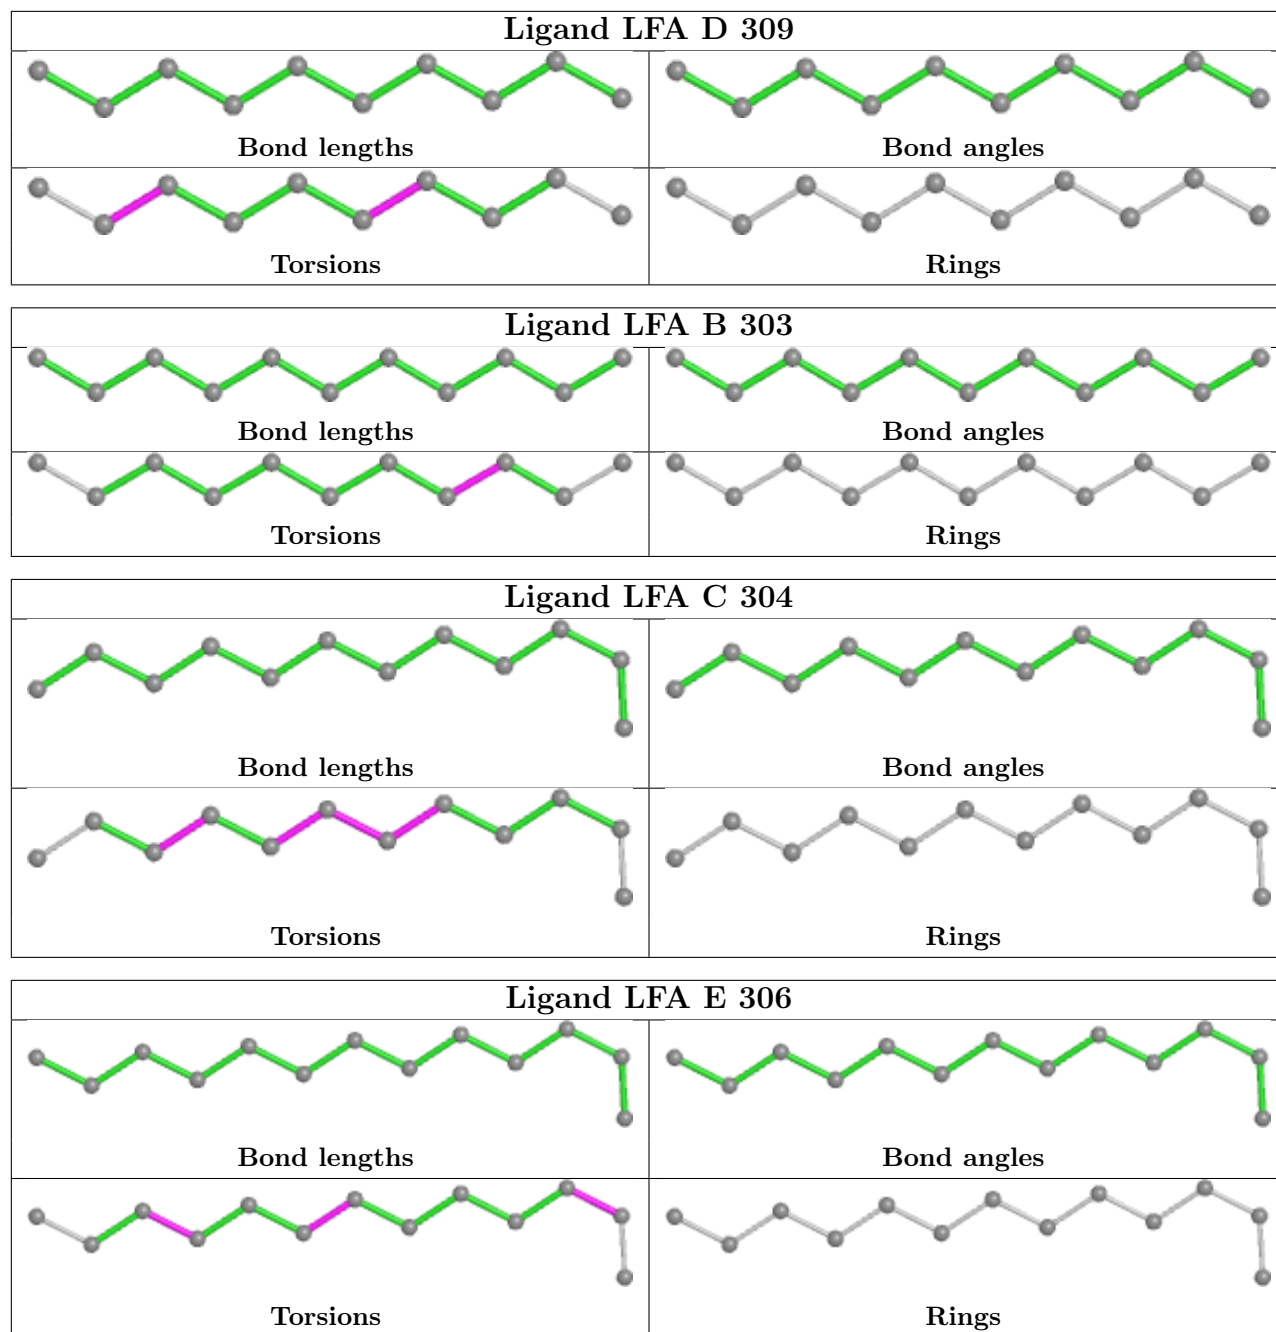 Ligand LFA D 309
Bond lengths
Bond angles
Torsions
Rings
Ligand LFA B 303
Bond lengths
Bond angles
Torsions
Rings
Ligand LFA C 304
Bond lengths
Bond angles
Torsions
Rings
Ligand LFA E 306
Bond lengths
Bond angles
Torsions
Rings